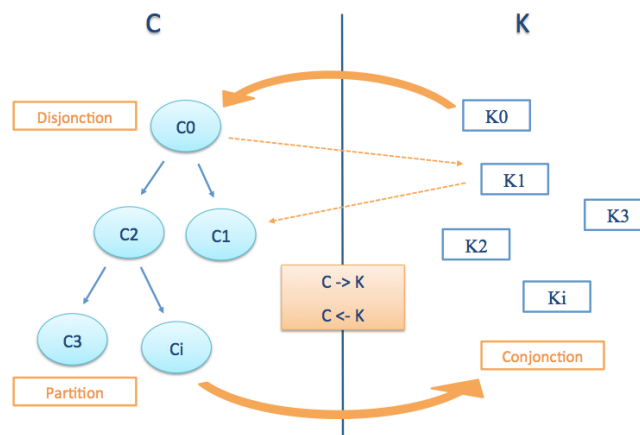 C
K
Disjonction
C0
K0
K1
K3
C2
C1
K2
C -> K
C <- K
Ki
C3
Ci
Conjonction
Partition